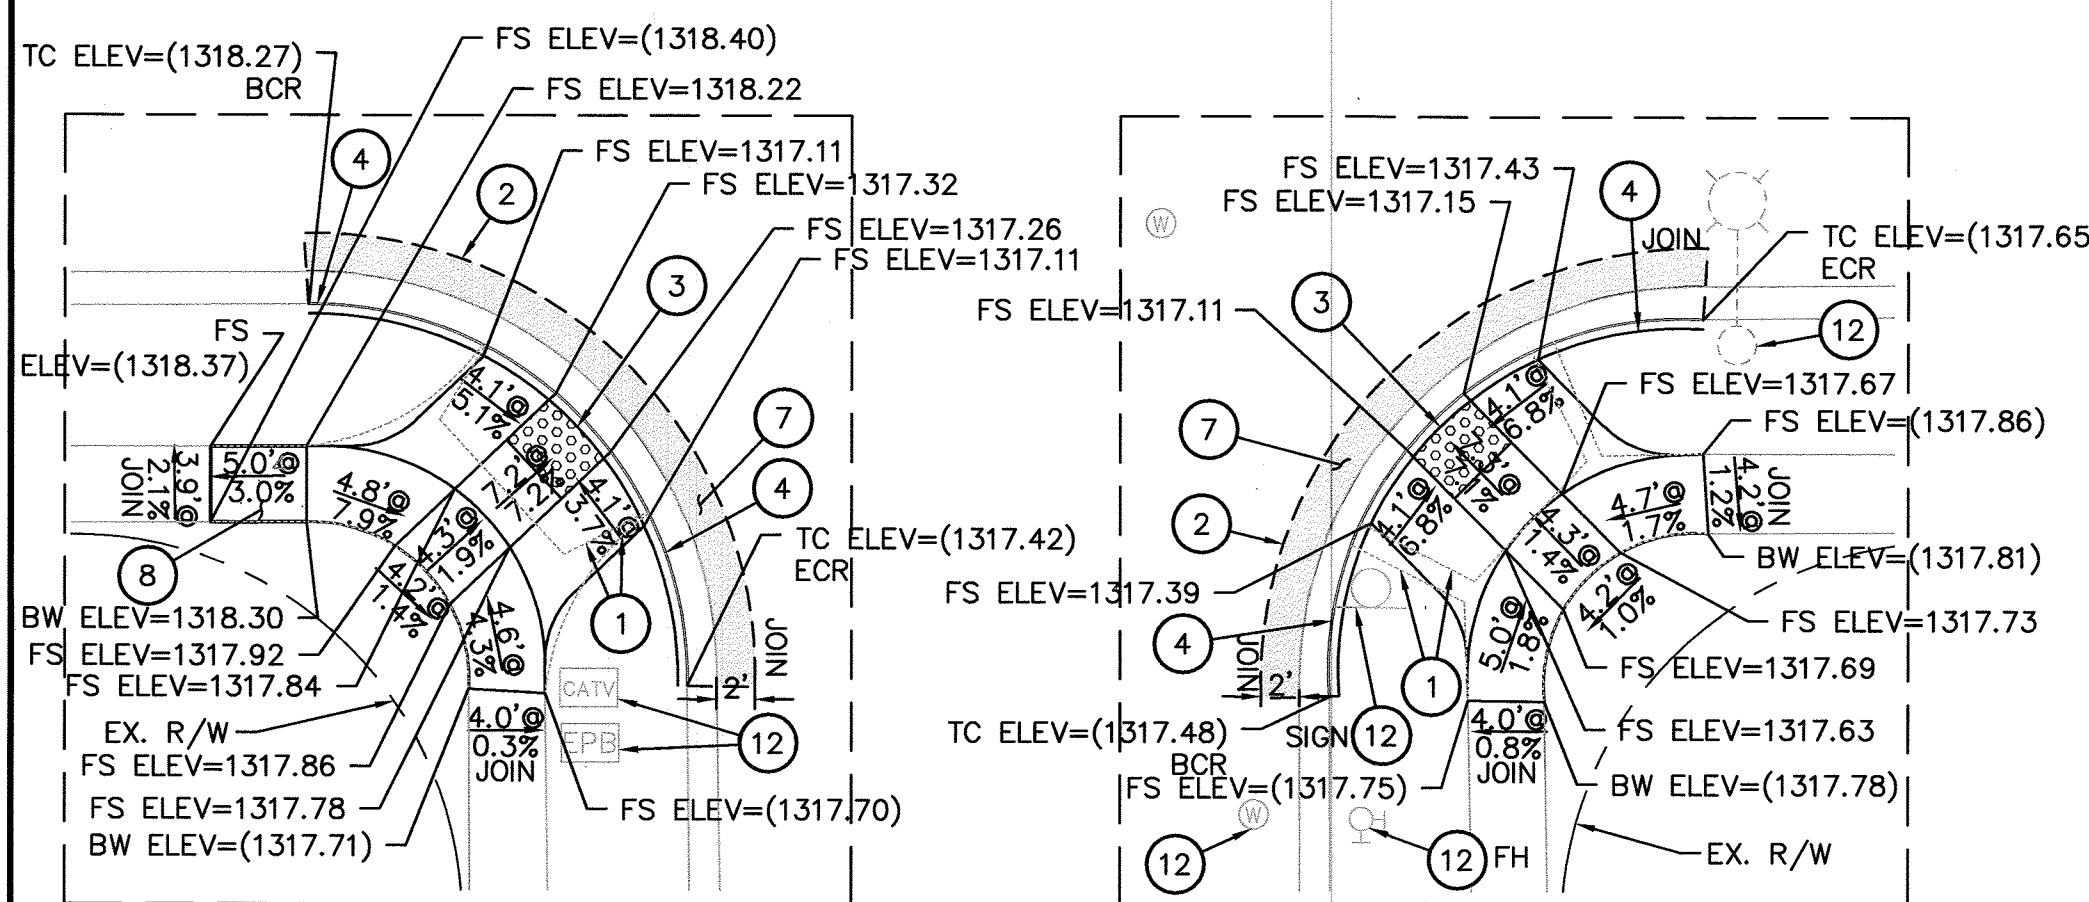 TC ELEV=(1318.27)
BCR
FS ELEV=(1318.40)
FS ELEV=1318.22
FS ELEV=1317.11
FS ELEV=1317.32
FS ELEV=1317.26
FS ELEV=1317.11
4
2
3
7
4
FS
ELEV=(1318.37)
4.1'@
5.1%
7.2'@
7.2%
4.1'@
3.7%
3.9'@
2.1%
JOIN
5.0'@
3.0%
4.8'@
7.9%
4.3'@
1.9%
4.2'@
1.4%
4.6'@
4.3%
8
1
TC ELEV=(1317.42)
ECR
JOIN
2'
BW ELEV=1318.30
FS ELEV=1317.92
FS ELEV=1317.84
EX. R/W
FS ELEV=1317.86
FS ELEV=1317.78
BW ELEV=(1317.71)
4.0'@
0.3%
JOIN
CATV
EPB
12
FS ELEV=(1317.70)
FS ELEV=1317.43
FS ELEV=1317.15
4
W
JOIN
TC ELEV=(1317.65
ECR
FS ELEV=1317.11
3
12
FS ELEV=1317.67
FS ELEV=(1317.86)
7
2
4.1'@
6.8%
7.1%
4.1'@
6.8%
4.3'@
1.4%
4.7'@
1.7%
4.2'@
1.2%
JOIN
4.2'@
1.0%
5.0'@
1.8%
BW ELEV=(1317.81)
FS ELEV=1317.39
4
FS ELEV=1317.73
FS ELEV=1317.69
JOIN
2'
1
TC ELEV=(1317.48)
BCR
SIGN
12
4.0'@
0.8%
JOIN
FS ELEV=1317.63
FS ELEV=(1317.75)
BW ELEV=(1317.78)
W
12
12
FH
EX. R/W